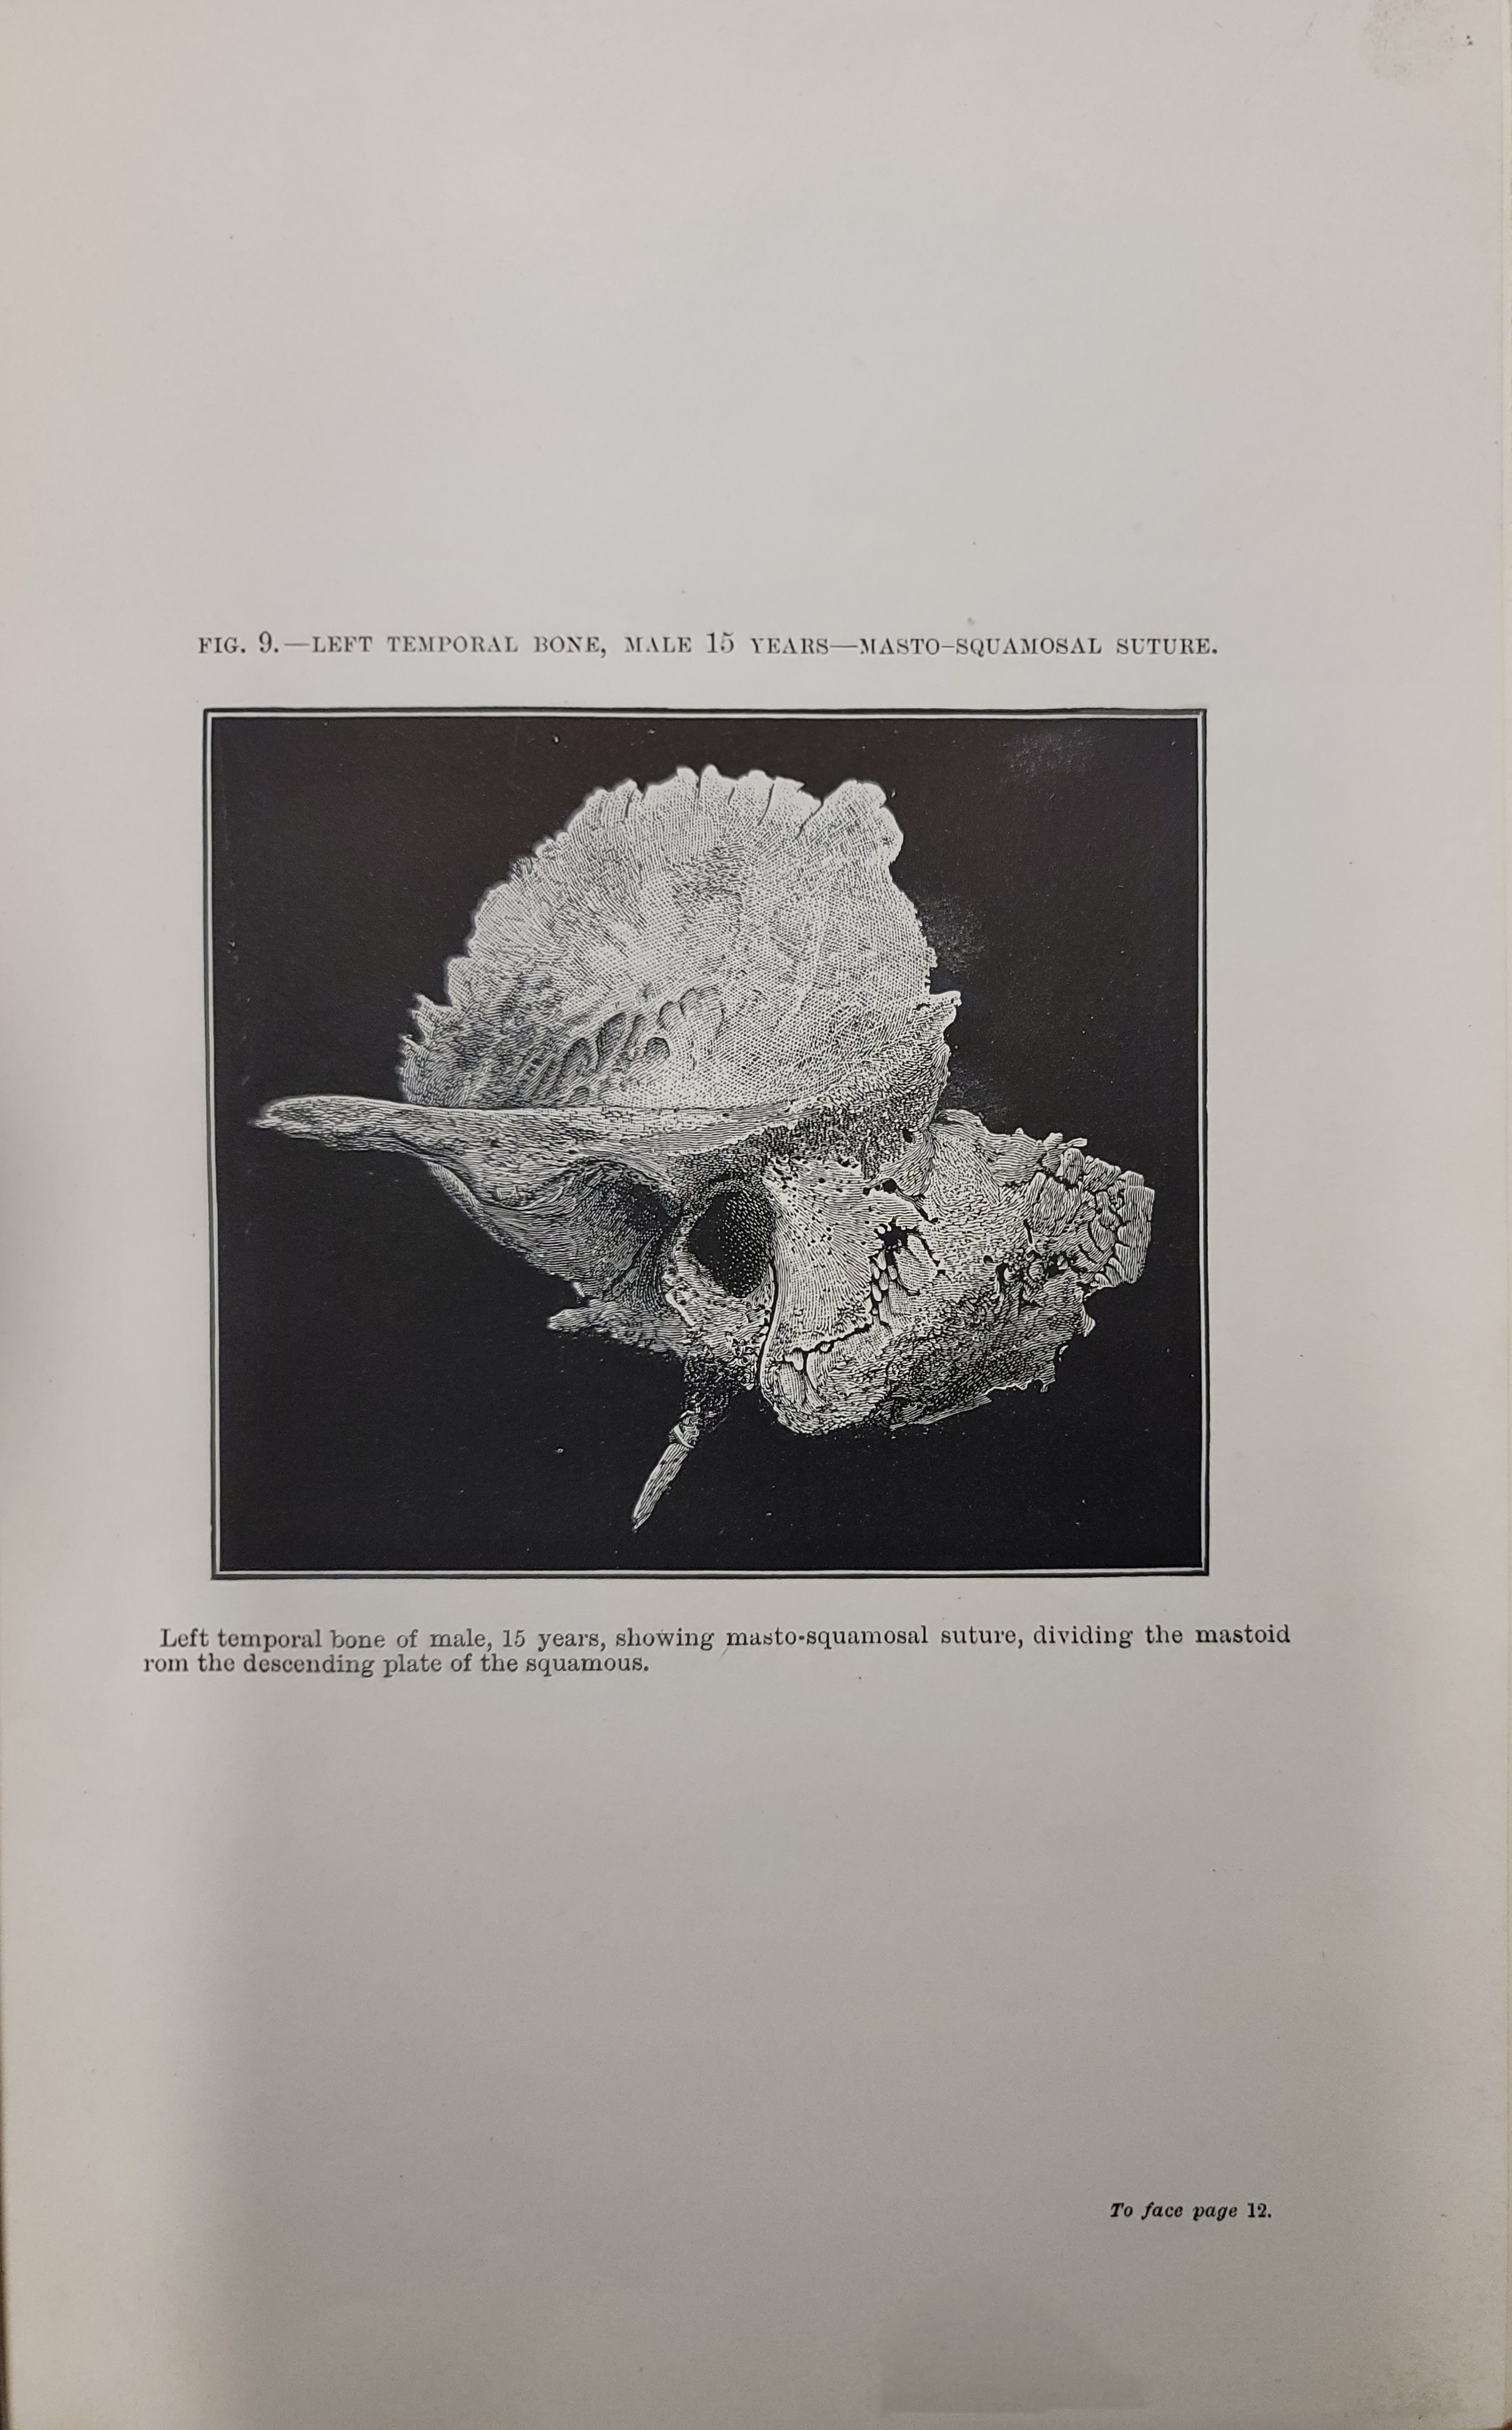 FIG. 9.—LEFT TEMPORAL BONE, MALE 15 YEARS—MASTO-SQUAMOSAL SUTURE.
Left temporal bone of male, 15 years, showing masto-squamosal suture, dividing the mastoid
rom the descending plate of the squamous.
To face page 12.